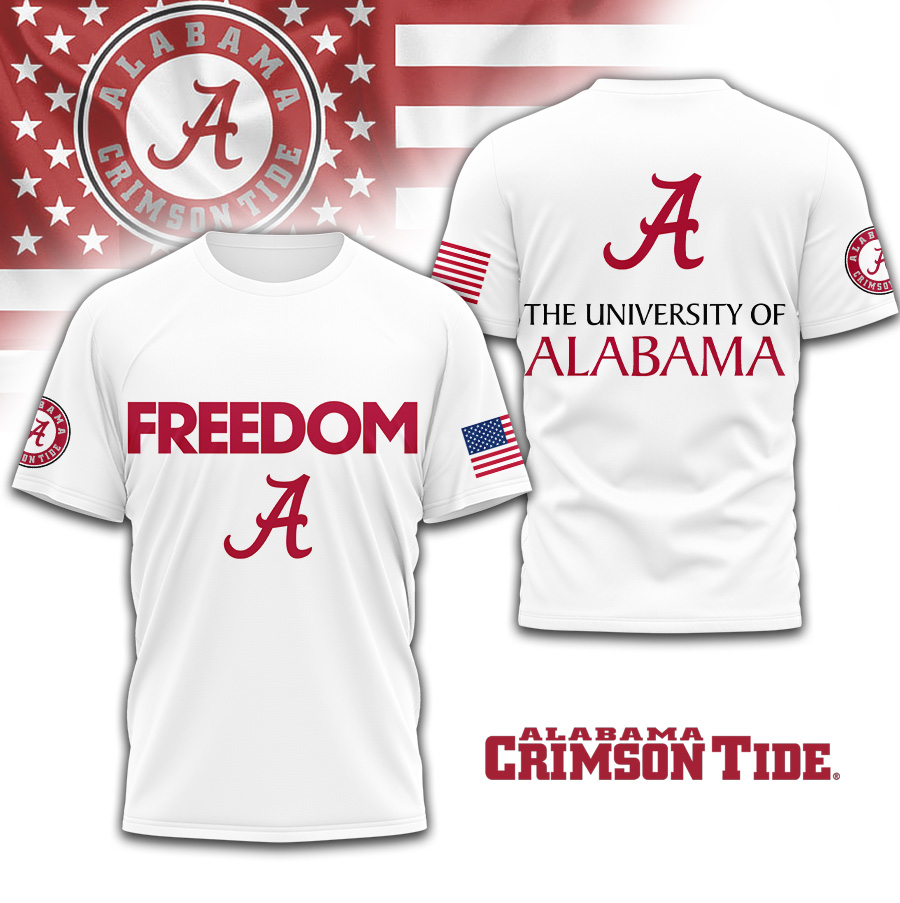 ALABAMA
A
CRIMSON TIDE
A
THE UNIVERSITY OF
ALABAMA
FREEDOM
A
ALABAMA
CRIMSON TIDE®